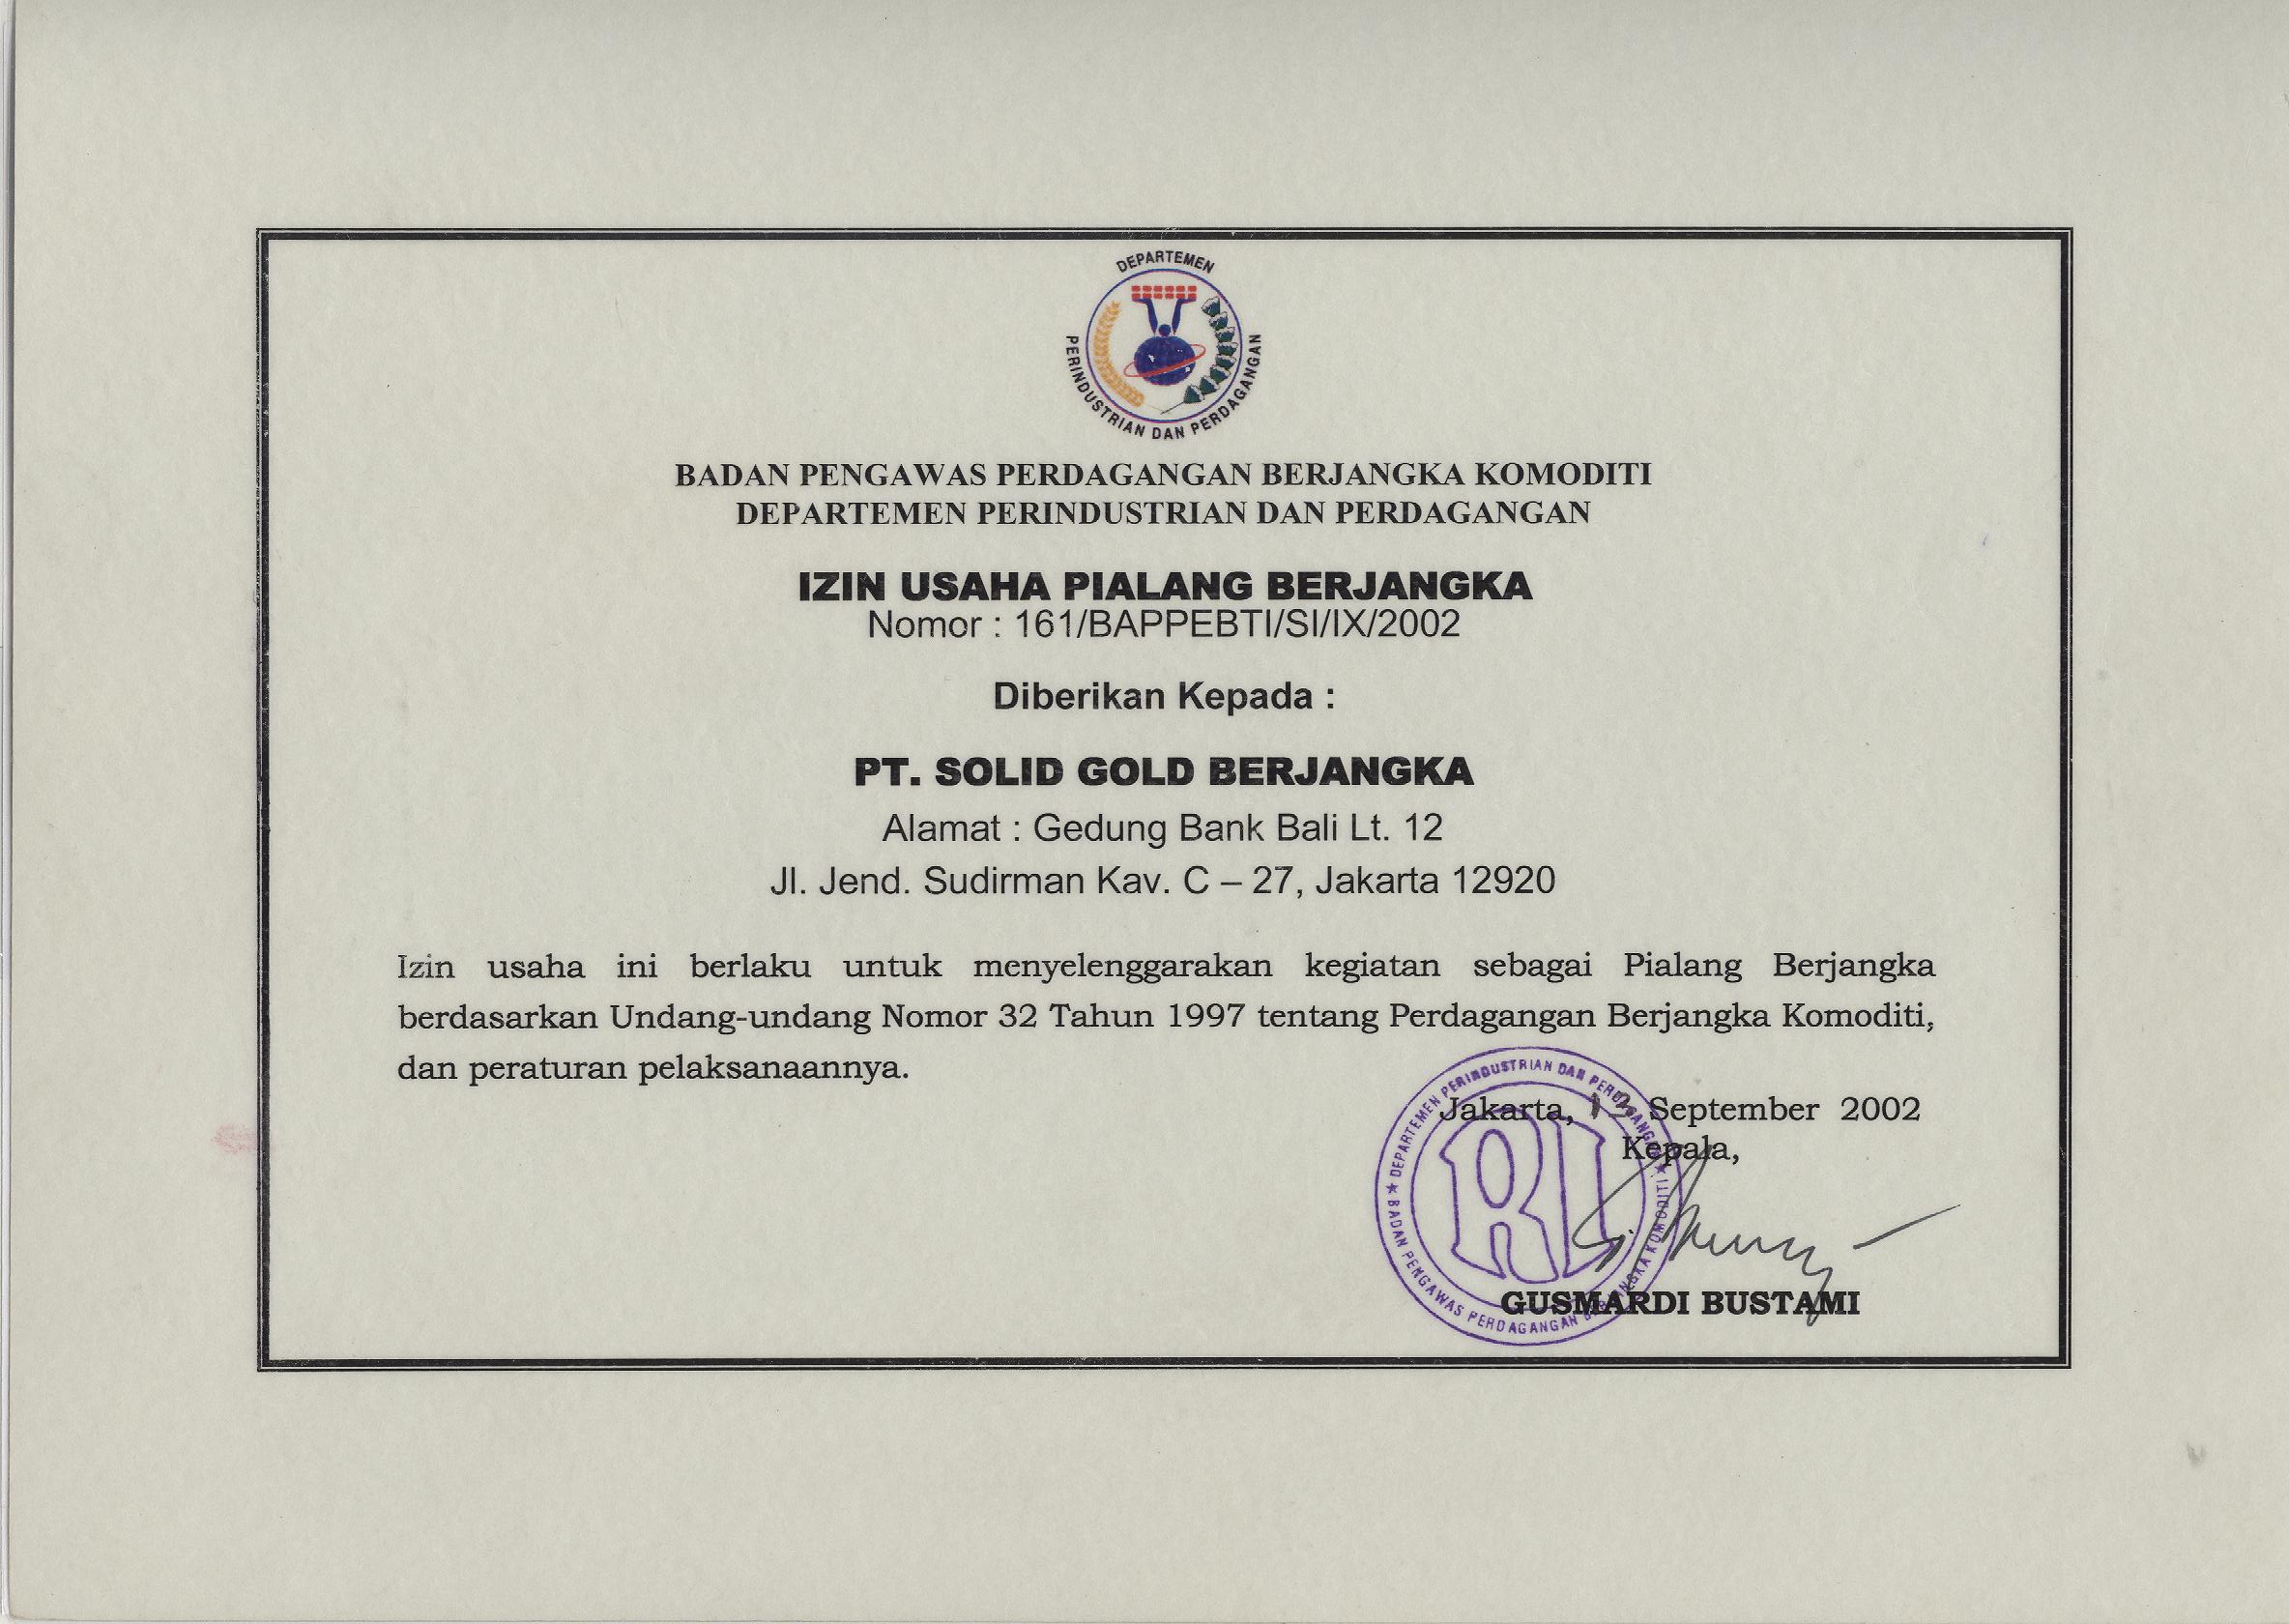 DEPARTEMEN
PERINDUSTRIAN DAN PERDAGANGAN
BADAN PENGAWAS PERDAGANGAN BERJANGKA KOMODITI
DEPARTEMEN PERINDUSTRIAN DAN PERDAGANGAN
IZIN USAHA PIALANG BERJANGKA
Nomor : 161/BAPPEBTI/SI/IX/2002
Diberikan Kepada :
PT. SOLID GOLD BERJANGKA
Alamat : Gedung Bank Bali Lt. 12
Jl. Jend. Sudirman Kav. C – 27, Jakarta 12920
Izin usaha ini berlaku untuk menyelenggarakan kegiatan sebagai Pialang Berjangka
berdasarkan Undang-undang Nomor 32 Tahun 1997 tentang Perdagangan Berjangka Komoditi,
dan peraturan pelaksanaannya.
Jakarta, September 2002
Kepala,
★ DEPARTEMEN PERINDUSTRIAN DAN PERDAGANGAN ★
BADAN PENGAWAS PERDAGANGAN BERJANGKA KOMODITI
RI
GUSMARDI BUSTAMI